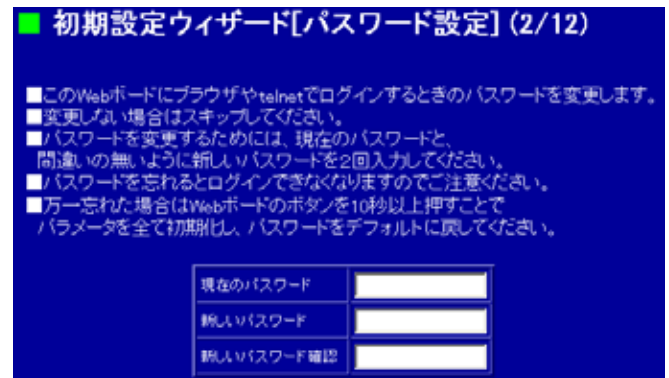 ■ 初期設定ウィザード[パスワード設定] (2/12)
■このWebボードにブラウザやtelnetでログインするときのパスワードを変更します。
■変更しない場合はスキップしてください。
■パスワードを変更するためには、現在のパスワードと、
間違いの無いように新しいパスワードを2回入力してください。
■パスワードを忘れるとログインできなくなりますのでご注意ください。
■万一忘れた場合はWebボードのボタンを10秒以上押すことで
パラメータを全て初期化し、パスワードをデフォルトに戻してください。
現在のパスワード
新しいパスワード
新しいパスワード確認